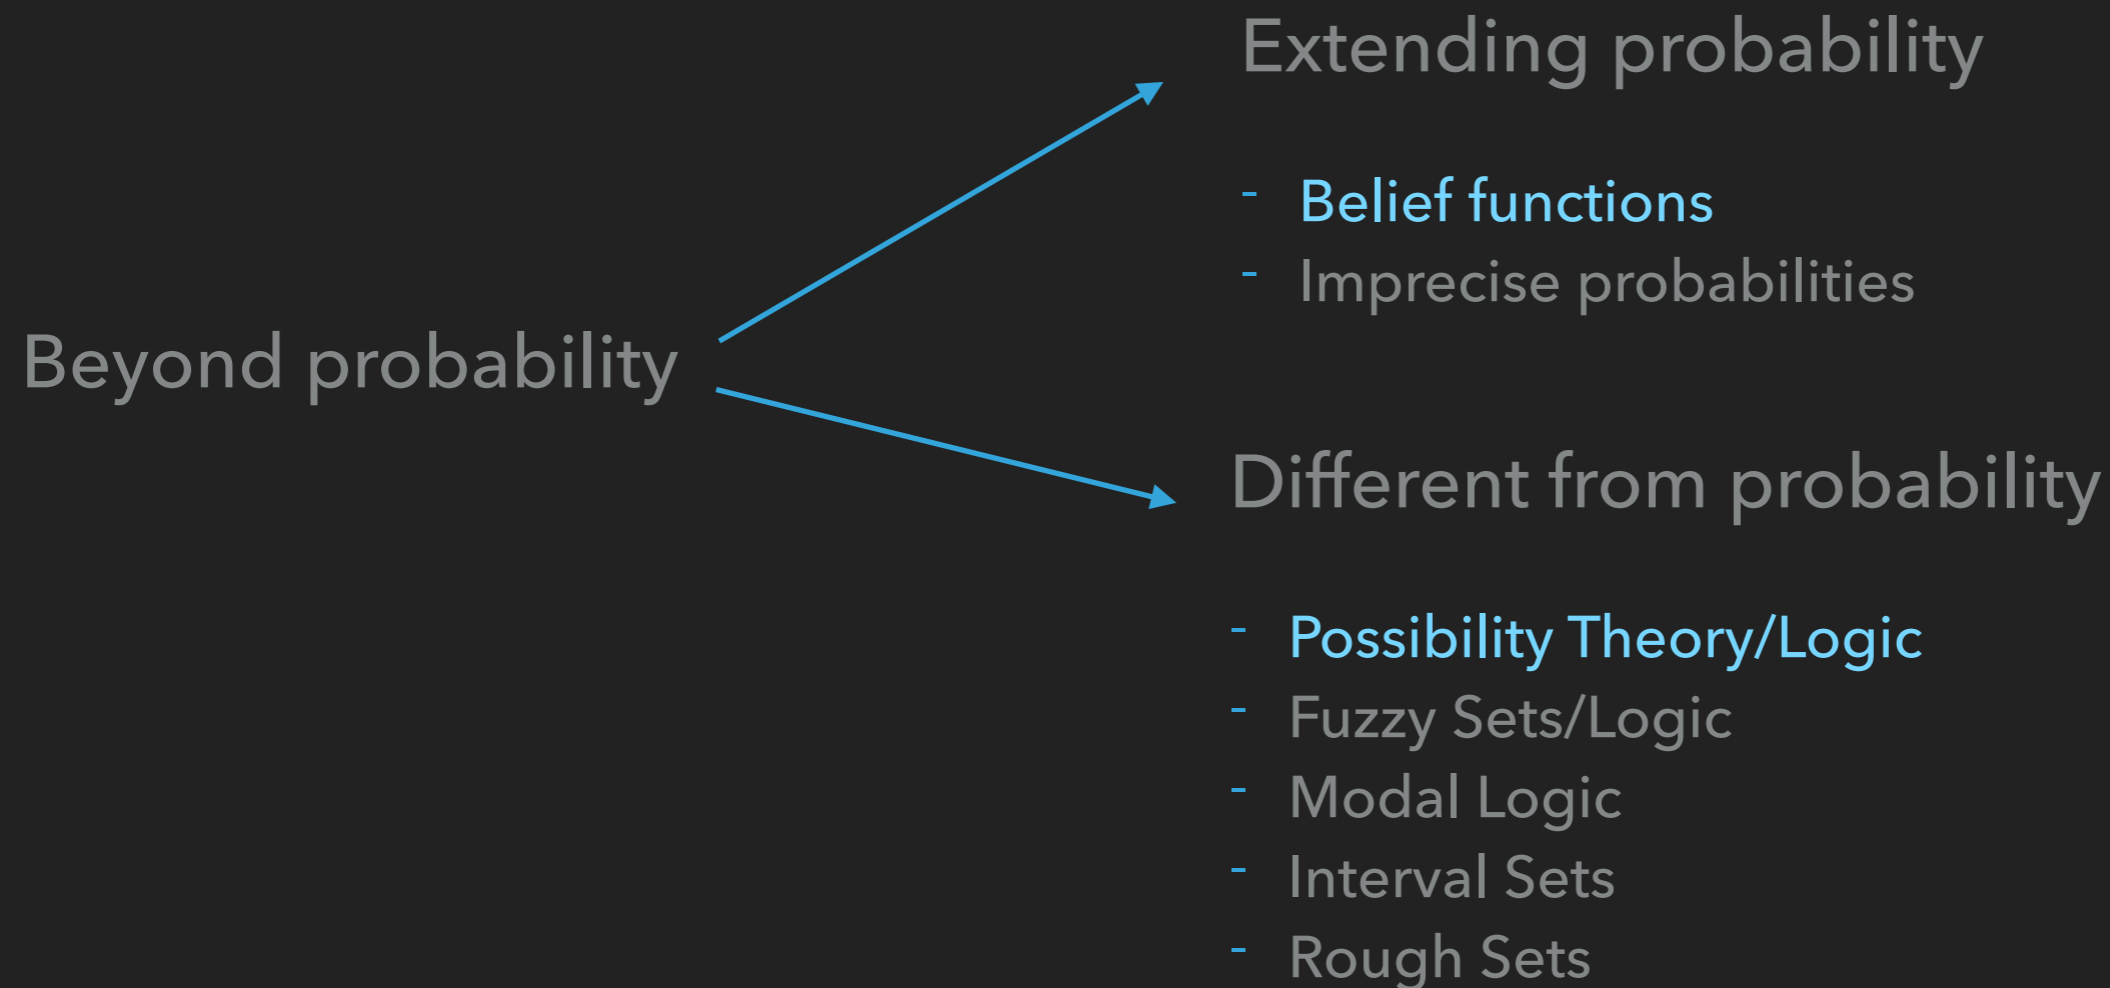 Extending probability
- Belief functions
- Imprecise probabilities
Beyond probability
Different from probability
- Possibility Theory/Logic
- Fuzzy Sets/Logic
- Modal Logic
- Interval Sets
- Rough Sets